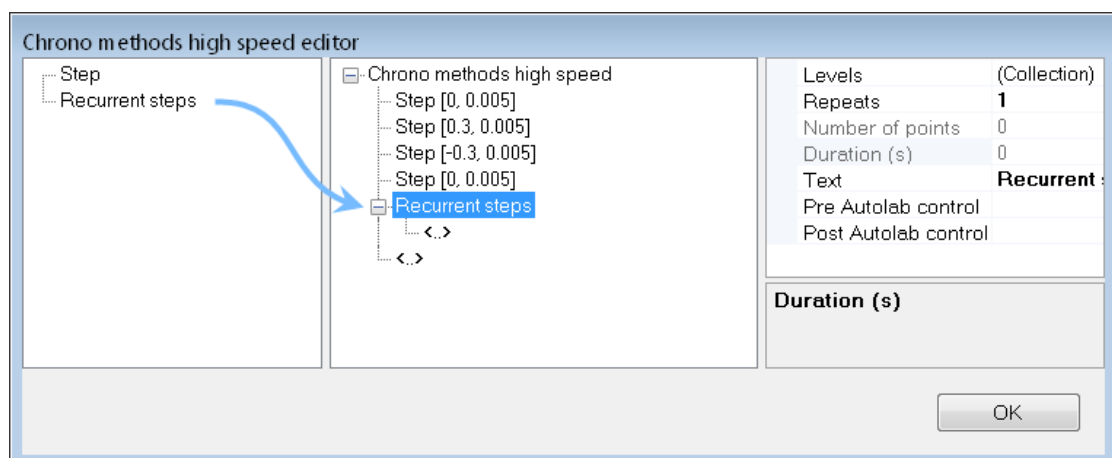 Chrono methods high speed editor
Step
Recurrent steps
Chrono methods high speed
Step [0, 0.005]
Step [0.3, 0.005]
Step [-0.3, 0.005]
Step [0, 0.005]
Recurrent steps
<..>
<..>
Levels (Collection)
Repeats 1
Number of points 0
Duration (s) 0
Text Recurrent
Pre Autolab control
Post Autolab control
Duration (s)
OK